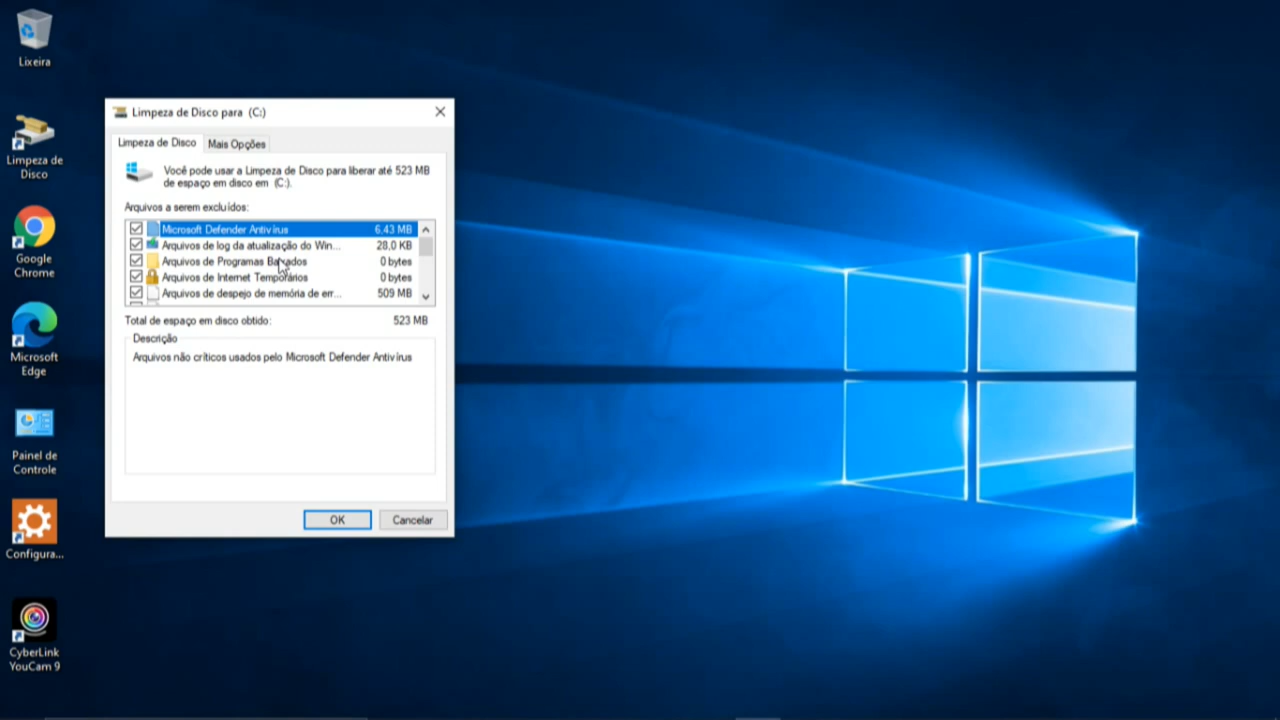 Lixeira
Limpeza de
Disco
Google
Chrome
Microsoft
Edge
Painel de
Controle
Configura...
CyberLink
YouCam 9
Limpeza de Disco para (C:)
Limpeza de Disco
Mais Opções
Você pode usar a Limpeza de Disco para liberar até 523 MB
de espaço em disco em (C:).
Arquivos a serem excluídos:
Microsoft Defender Antivírus 6,43 MB
Arquivos de log da atualização do Win... 28,0 KB
Arquivos de Programas Baixados 0 bytes
Arquivos de Internet Temporários 0 bytes
Arquivos de despejo de memória de err... 509 MB
Total de espaço em disco obtido: 523 MB
Descrição
Arquivos não críticos usados pelo Microsoft Defender Antivírus
OK
Cancelar